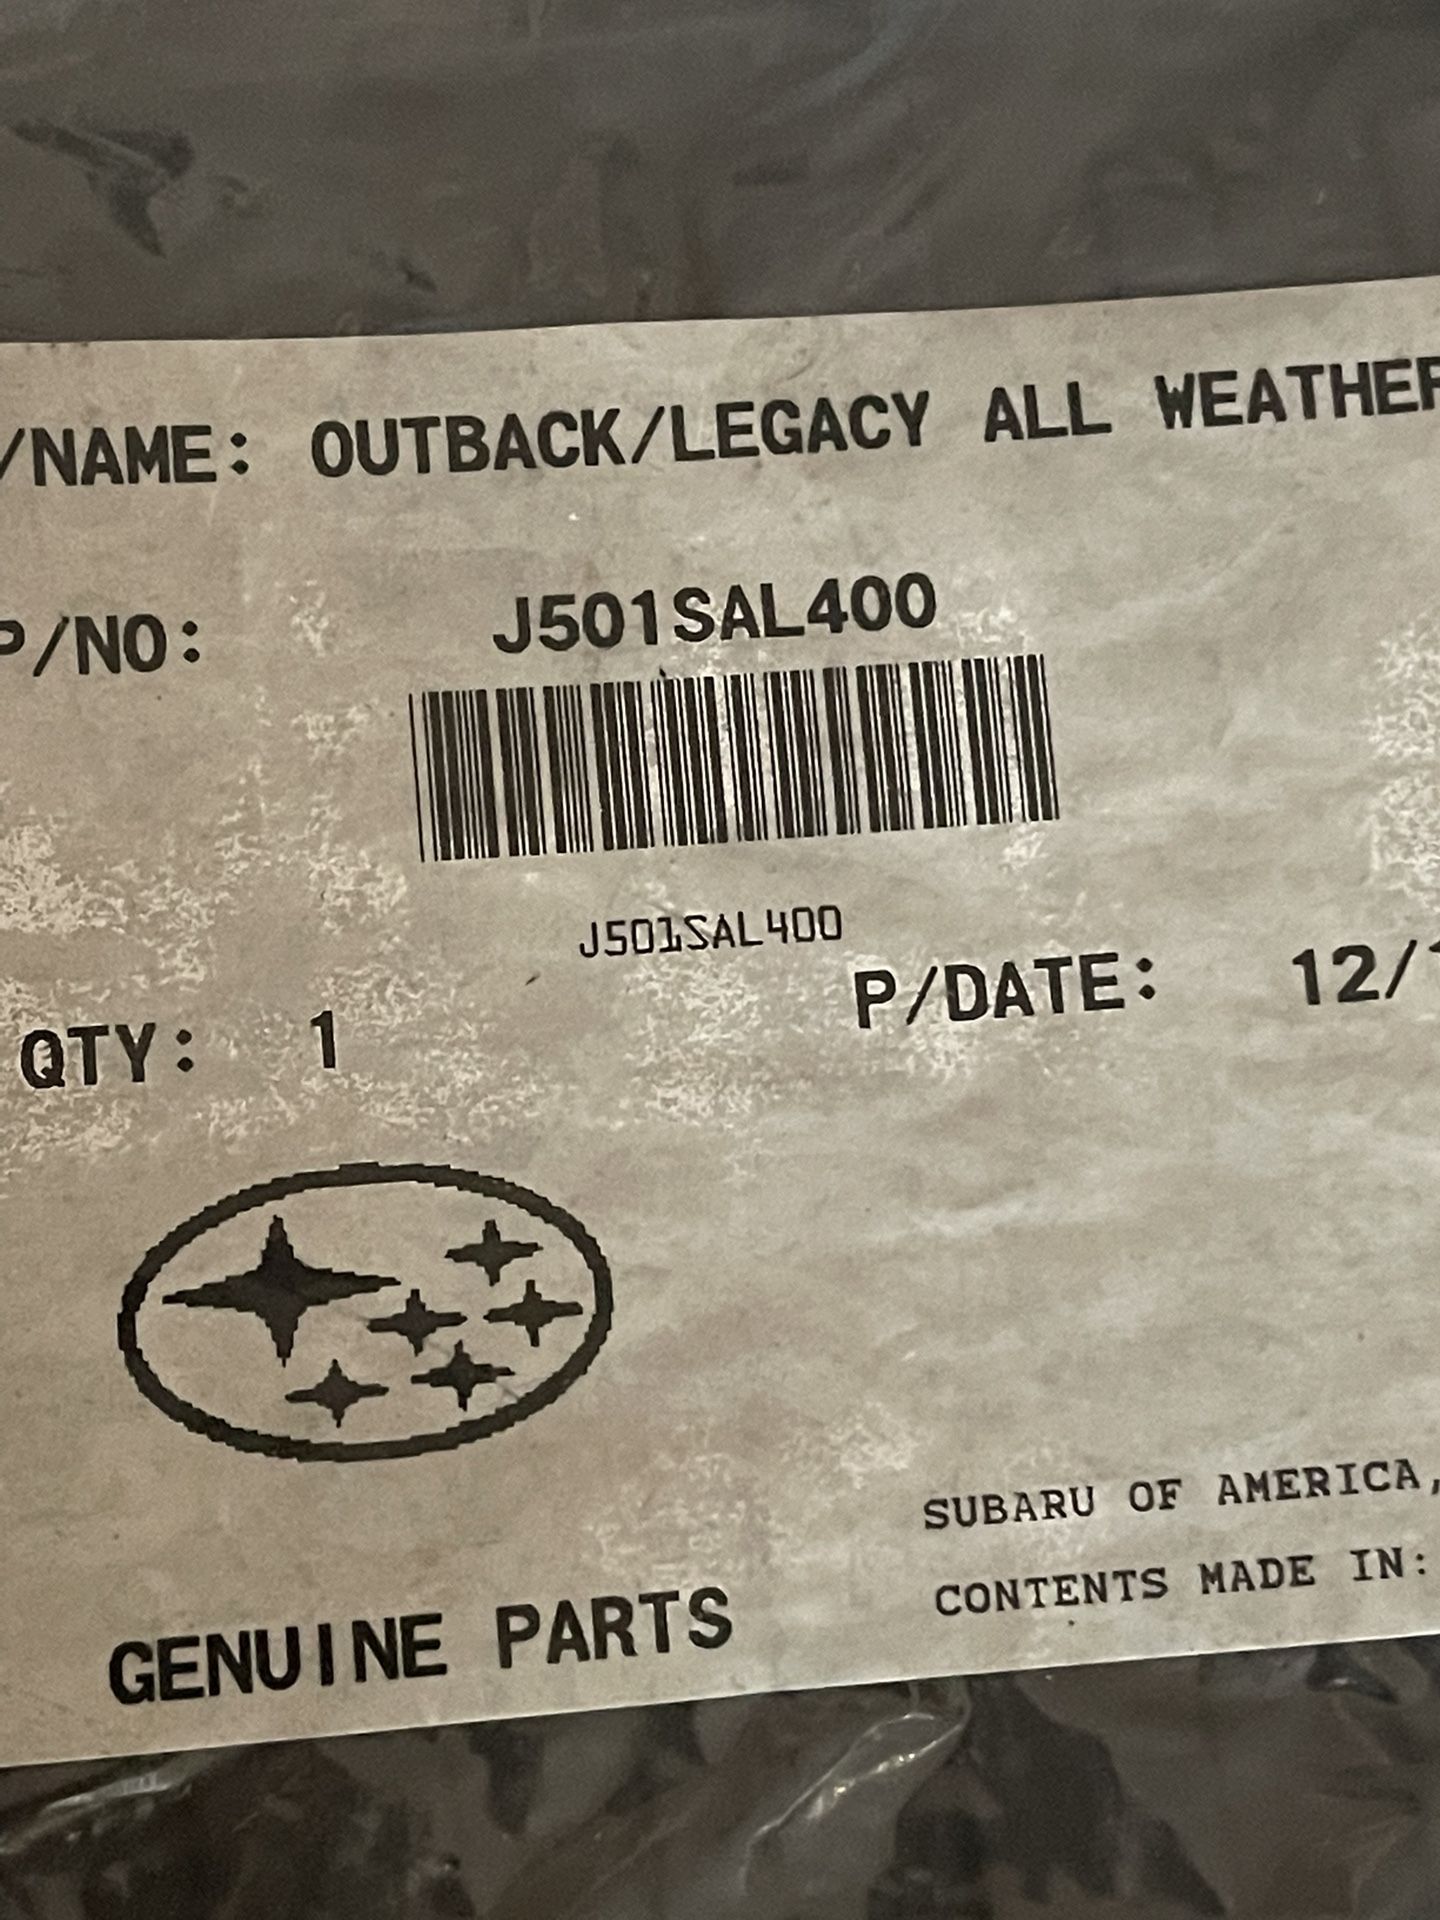 /NAME: OUTBACK/LEGACY ALL WEATHER
P/NO: J501SAL400
J501SAL400
QTY: 1 P/DATE: 12/
GENUINE PARTS
SUBARU OF AMERICA,
CONTENTS MADE IN: